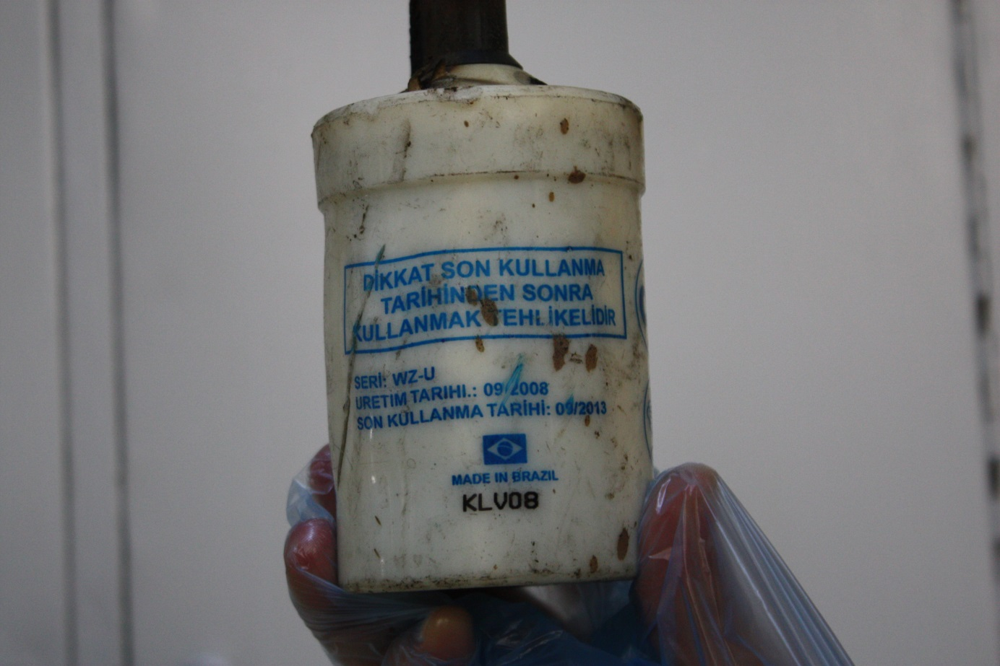 DİKKAT SON KULLANMA
TARİHİNDEN SONRA
KULLANMAK TEHLİKELİDİR
SERİ: WZ-U
URETIM TARIHI.: 09/2008
SON KULLANMA TARİHİ: 09/2013
MADE IN BRAZIL
KLV08